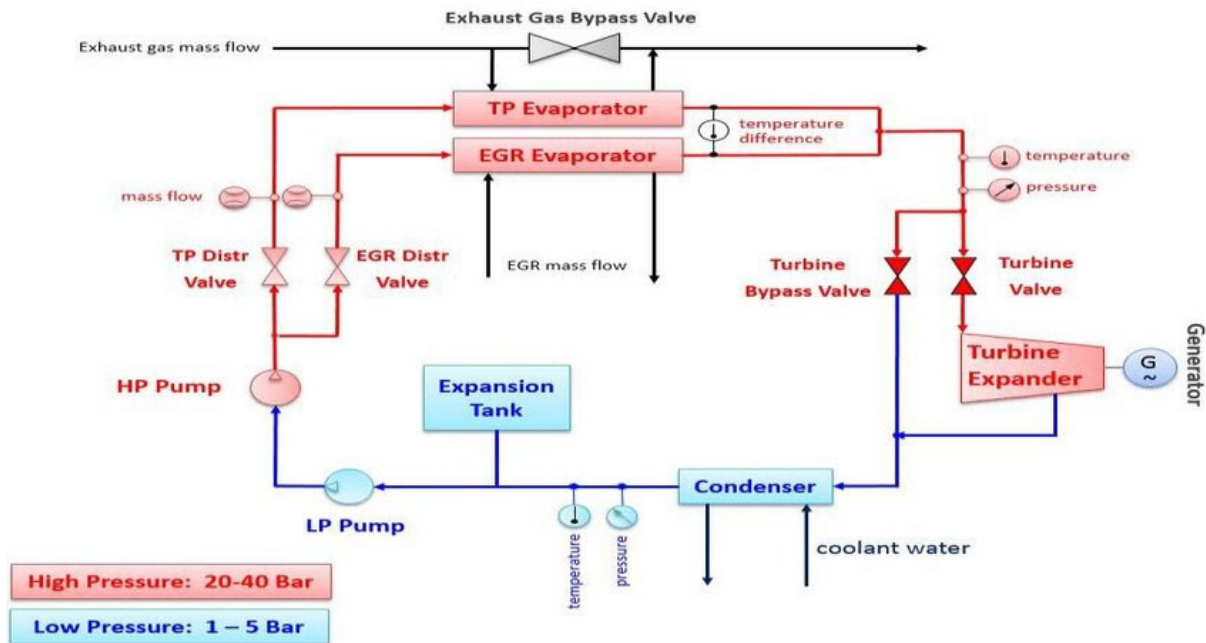 Exhaust Gas Bypass Valve
Exhaust gas mass flow
TP Evaporator
temperature
difference
EGR Evaporator
temperature
pressure
mass flow
TP Distr
Valve
EGR Distr
Valve
EGR mass flow
Turbine
Bypass Valve
Turbine
Valve
Turbine
Expander
G
~
Generator
HP Pump
Expansion
Tank
LP Pump
Condenser
temperature
pressure
coolant water
High Pressure: 20-40 Bar
Low Pressure: 1 – 5 Bar